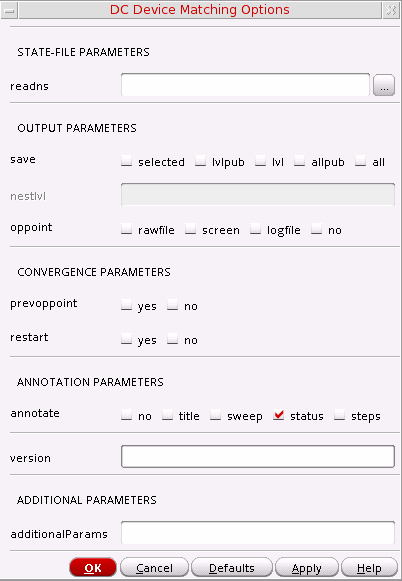 DC Device Matching Options
STATE-FILE PARAMETERS
readns ...
OUTPUT PARAMETERS
save selected lvlpub lvl allpub all
nestlvl
oppoint rawfile screen logfile no
CONVERGENCE PARAMETERS
prevoppoint yes no
restart yes no
ANNOTATION PARAMETERS
annotate no title sweep status steps
version
ADDITIONAL PARAMETERS
additionalParams
OK Cancel Defaults Apply Help